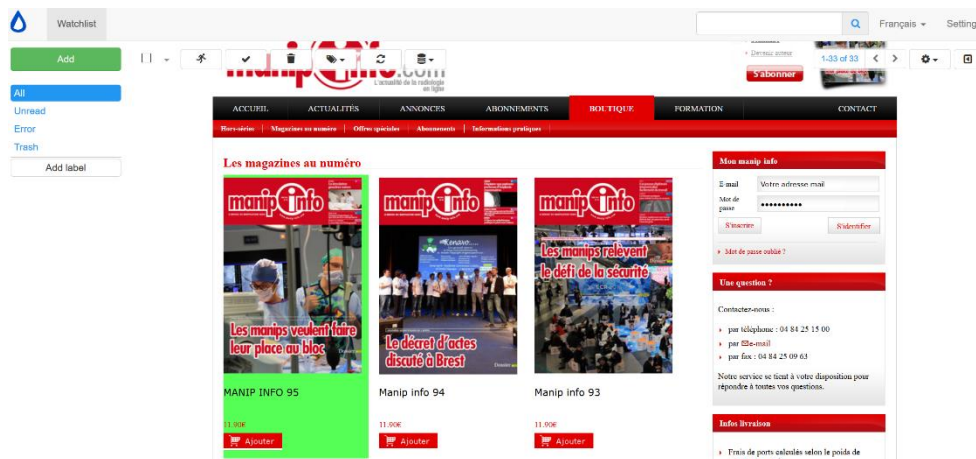 Watchlist
Français
Setting
Add
All
Unread
Error
Trash
Add label
L'actualité de la radiologie
en ligne
Devenir auteur
S'abonner
1-33 of 33
ACCUEIL ACTUALITÉS ANNONCES ABONNEMENTS BOUTIQUE FORMATION CONTACT
Hors-séries Magazines au numéro Offres spéciales Abonnements Informations pratiques
Les magazines au numéro
manip info
Les manips veulent faire
leur place au bloc
MANIP INFO 95
11.90€
Ajouter
manip info
Kenavo....
Le décret d'actes
discuté à Brest
Manip info 94
11.90€
Ajouter
manip info
Les manips relèvent
le défi de la sécurité
Manip info 93
11.90€
Ajouter
Mon manip info
E-mail Votre adresse mail
Mot de
passe ••••••••••
S'inscrire S'identifier
Mot de passe oublié ?
Une question ?
Contactez-nous :
par téléphone : 04 84 25 15 00
par e-mail
par fax : 04 84 25 09 63
Notre service se tient à votre disposition pour
répondre à toutes vos questions.
Infos livraison
Frais de ports calculés selon le poids de